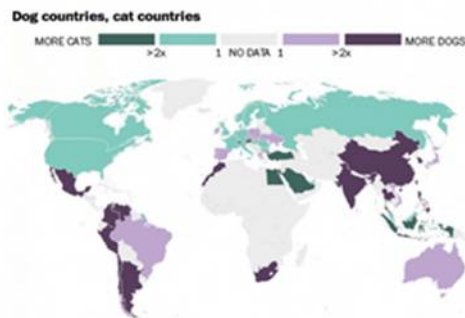 Dog countries, cat countries
MORE CATS >2x 1 NO DATA 1 >2x MORE DOGS